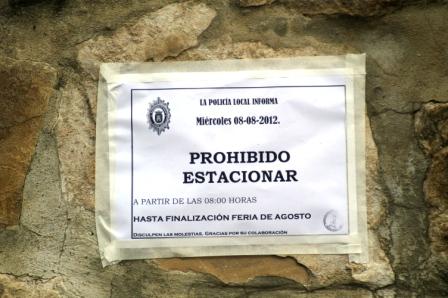 LA POLICÍA LOCAL INFORMA
Miércoles 08-08-2012.
PROHIBIDO
ESTACIONAR
A PARTIR DE LAS 08:00 HORAS
HASTA FINALIZACIÓN FERIA DE AGOSTO
DISCULPEN LAS MOLESTIAS. GRACIAS POR SU COLABORACIÓN